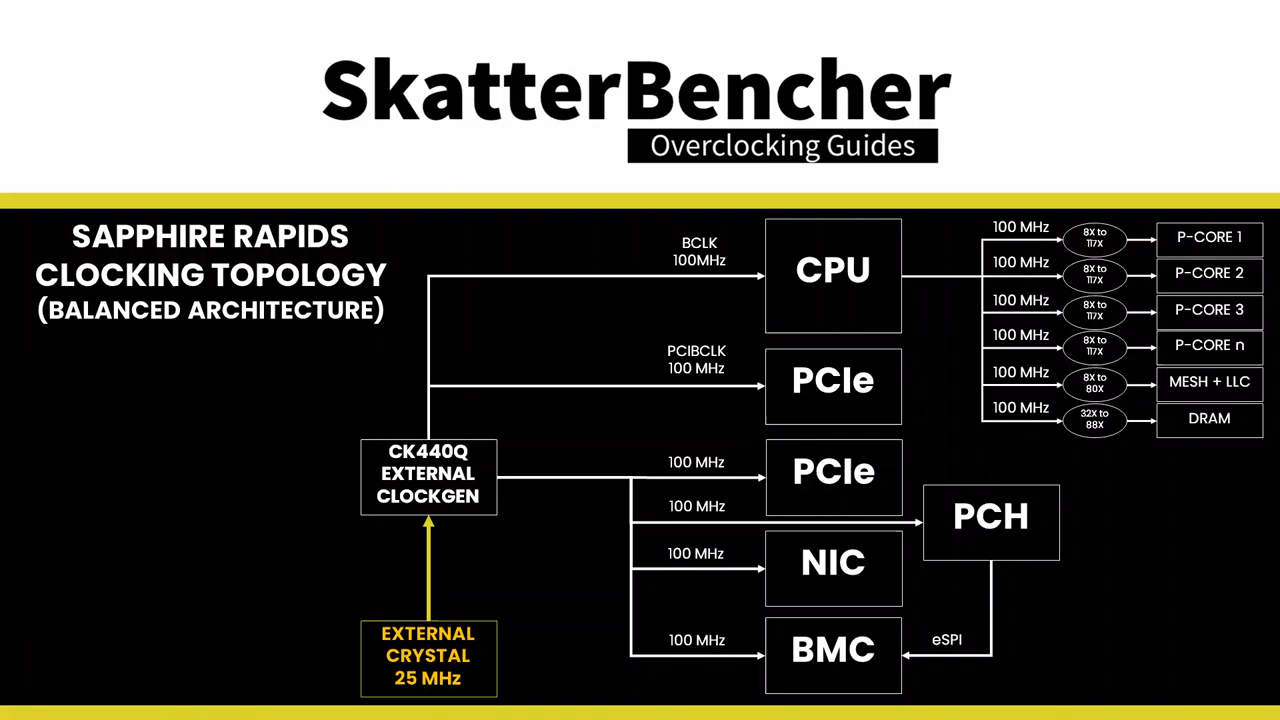 SkatterBencher
Overclocking Guides
SAPPHIRE RAPIDS
CLOCKING TOPOLOGY
(BALANCED ARCHITECTURE)
BCLK
100MHz
CPU
PCIBCLK
100 MHz
PCIe
100 MHz
8X to
117X
P-CORE 1
100 MHz
8X to
117X
P-CORE 2
100 MHz
8X to
117X
P-CORE 3
100 MHz
8X to
117X
P-CORE n
100 MHz
8X to
80X
MESH + LLC
100 MHz
32X to
88X
DRAM
CK440Q
EXTERNAL
CLOCKGEN
100 MHz
PCIe
100 MHz
PCH
100 MHz
NIC
100 MHz
BMC
eSPI
EXTERNAL
CRYSTAL
25 MHz